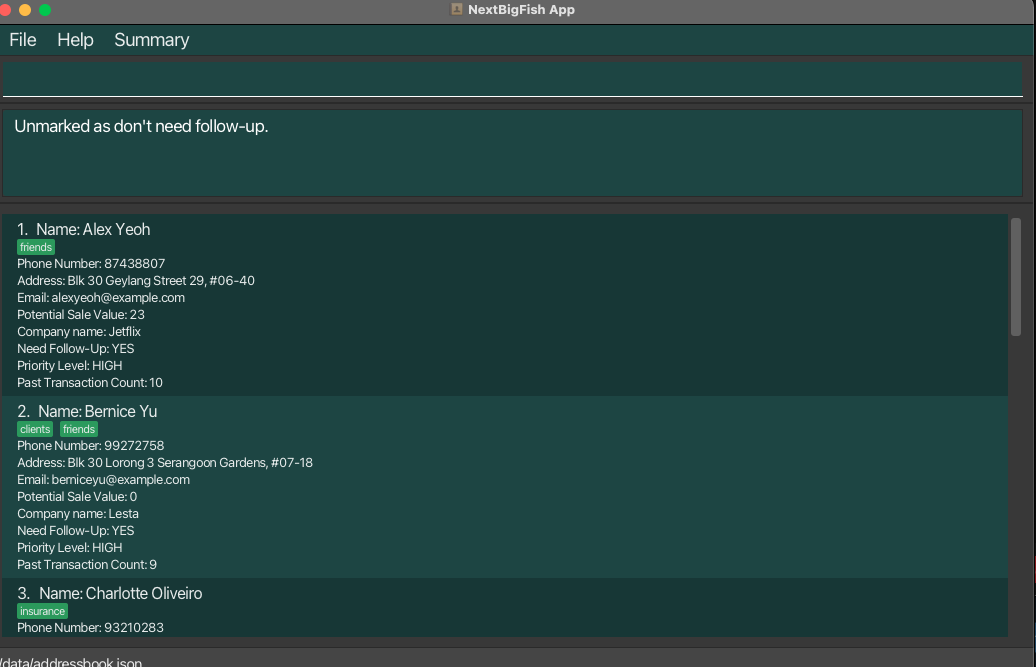 NextBigFish App
File Help Summary
Unmarked as don't need follow-up.
1. Name: Alex Yeoh
friends
Phone Number: 87438807
Address: Blk 30 Geylang Street 29, #06-40
Email: alexyeoh@example.com
Potential Sale Value: 23
Company name: Jetflix
Need Follow-Up: YES
Priority Level: HIGH
Past Transaction Count: 10
2. Name: Bernice Yu
clients friends
Phone Number: 99272758
Address: Blk 30 Lorong 3 Serangoon Gardens, #07-18
Email: berniceyu@example.com
Potential Sale Value: 0
Company name: Lesta
Need Follow-Up: YES
Priority Level: HIGH
Past Transaction Count: 9
3. Name: Charlotte Oliveiro
insurance
Phone Number: 93210283
/data/addressbook.json